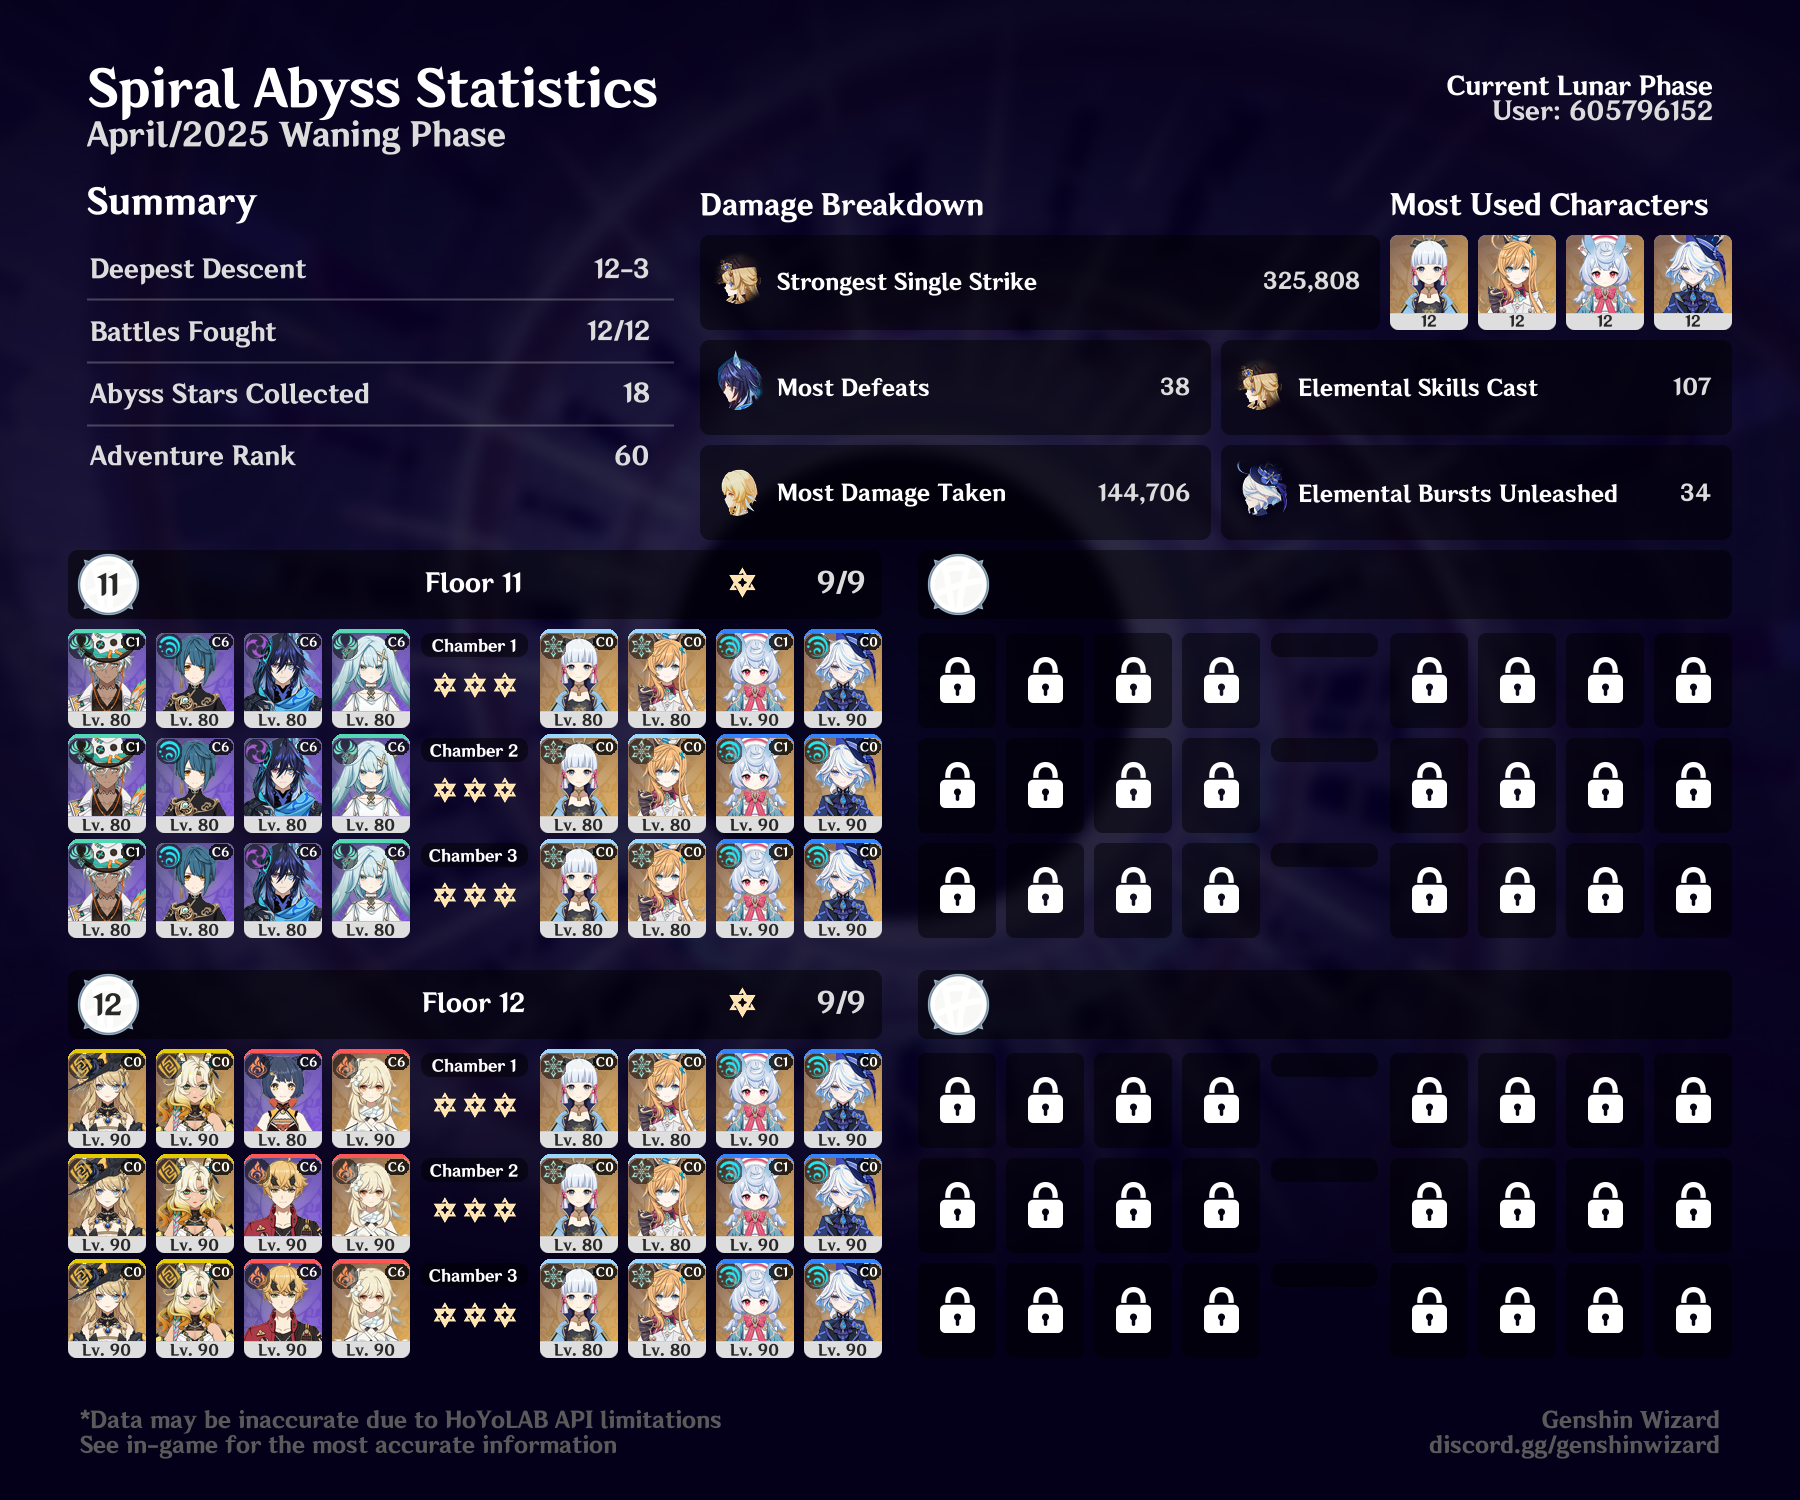 Spiral Abyss Statistics
April/2025 Waning Phase
Current Lunar Phase
User: 605796152
Summary
Deepest Descent 12-3
Battles Fought 12/12
Abyss Stars Collected 18
Adventure Rank 60
Damage Breakdown
Strongest Single Strike 325,808
Most Defeats 38
Elemental Skills Cast 107
Most Damage Taken 144,706
Elemental Bursts Unleashed 34
Most Used Characters
12 12 12 12
11 Floor 11 9/9
C1 C6 C6 C6 Chamber 1 C0 C0 C1 C0
Lv. 80 Lv. 80 Lv. 80 Lv. 80 Lv. 80 Lv. 80 Lv. 90 Lv. 90
C1 C6 C6 C6 Chamber 2 C0 C0 C1 C0
Lv. 80 Lv. 80 Lv. 80 Lv. 80 Lv. 80 Lv. 80 Lv. 90 Lv. 90
C1 C6 C6 C6 Chamber 3 C0 C0 C1 C0
Lv. 80 Lv. 80 Lv. 80 Lv. 80 Lv. 80 Lv. 80 Lv. 90 Lv. 90
12 Floor 12 9/9
C0 C0 C6 C6 Chamber 1 C0 C0 C1 C0
Lv. 90 Lv. 90 Lv. 80 Lv. 90 Lv. 80 Lv. 80 Lv. 90 Lv. 90
C0 C0 C6 C6 Chamber 2 C0 C0 C1 C0
Lv. 90 Lv. 90 Lv. 90 Lv. 90 Lv. 80 Lv. 80 Lv. 90 Lv. 90
C0 C0 C6 C6 Chamber 3 C0 C0 C1 C0
Lv. 90 Lv. 90 Lv. 90 Lv. 90 Lv. 80 Lv. 80 Lv. 90 Lv. 90
*Data may be inaccurate due to HoYoLAB API limitations
See in-game for the most accurate information
Genshin Wizard
discord.gg/genshinwizard